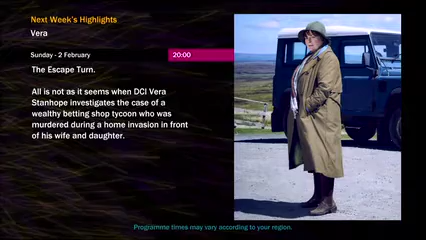 Next Week's Highlights
Vera
Sunday - 2 February
20:00
The Escape Turn.
All is not as it seems when DCI Vera
Stanhope investigates the case of a
wealthy betting shop tycoon who was
murdered during a home invasion in front
of his wife and daughter.
Programme times may vary according to your region.